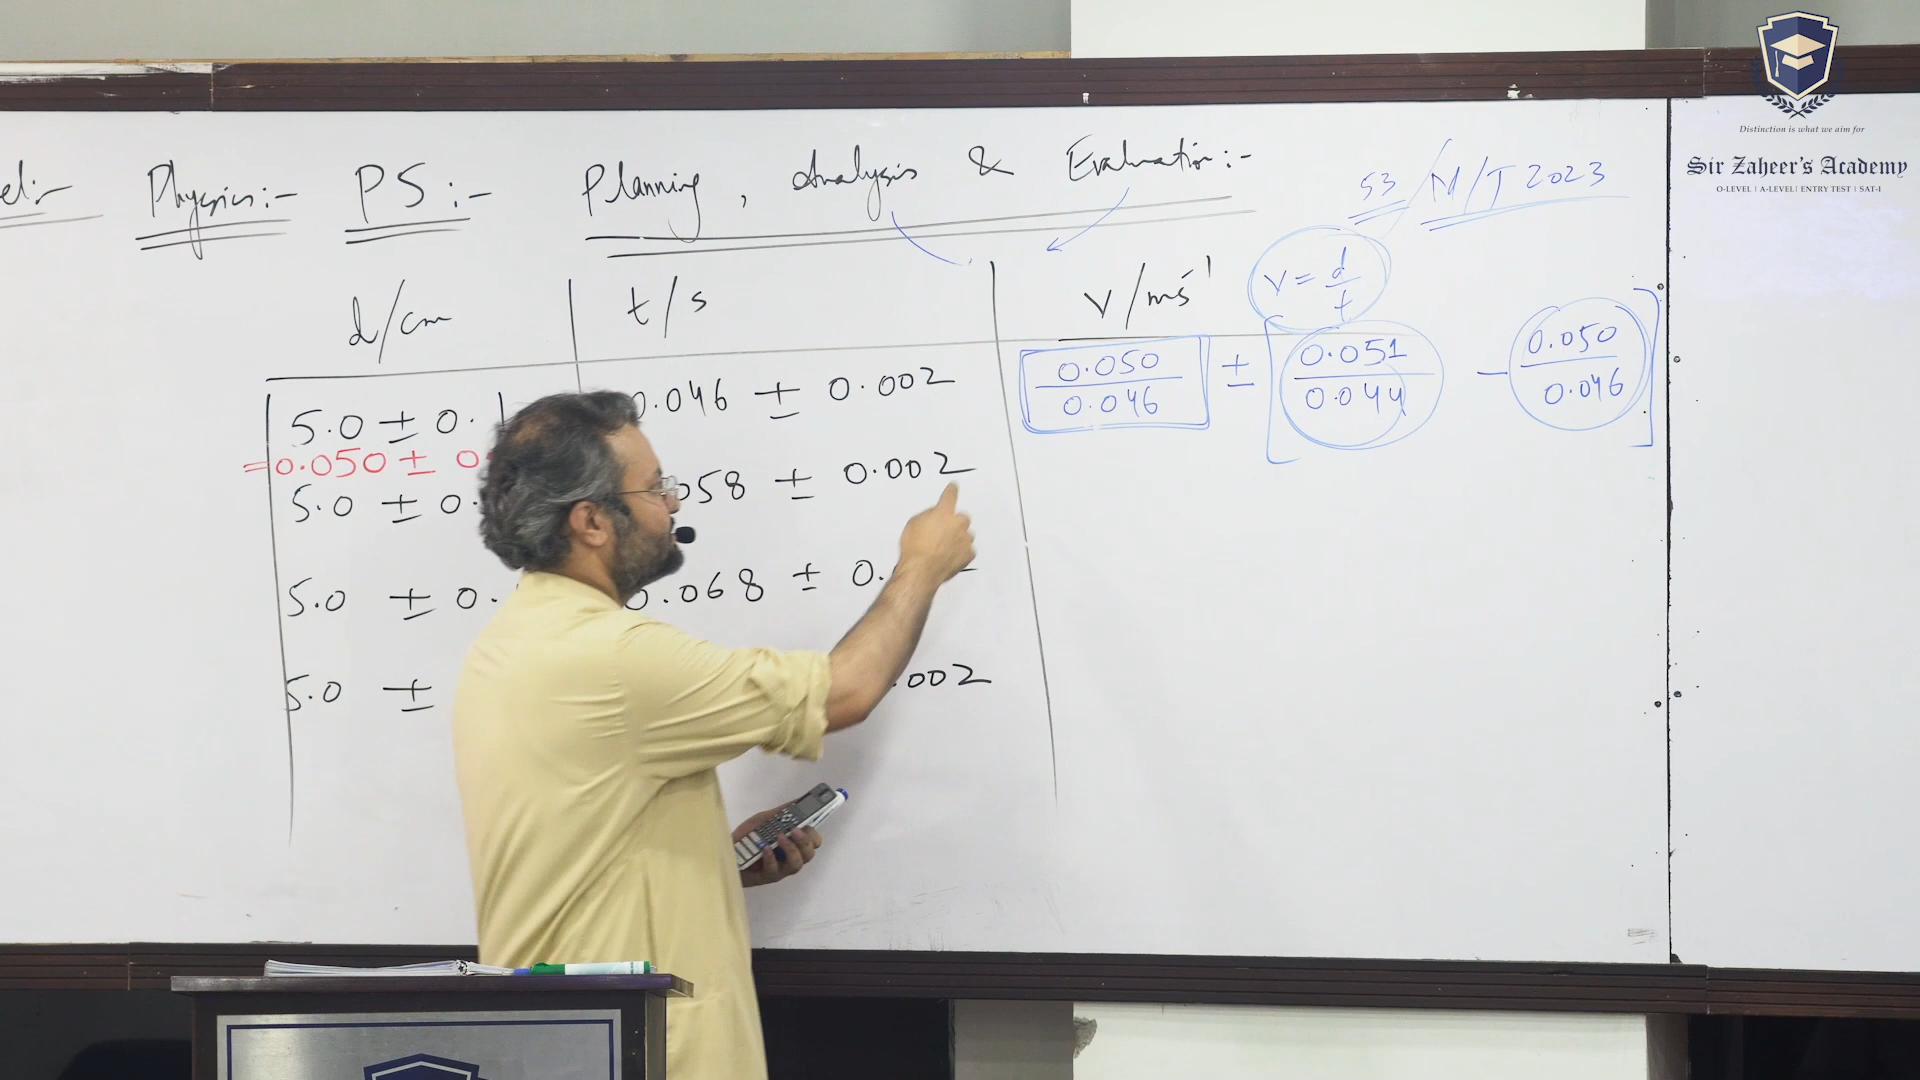 Physics:- P5:- Planning, Analysis & Evaluation:-
53 M/J 2023
d/cm t/s V/ms⁻¹ V = d/t
5.0 ± 0. 0.046 ± 0.002 0.050/0.046 ± [0.051/0.044 - 0.050/0.046]
= 0.050 ± 0
5.0 ± 0. 058 ± 0.002
5.0 ± 0. 0.068 ± 0.
5.0 ± .002
Distinction is what we aim for
Sir Zaheer's Academy
O-LEVEL | A-LEVEL | ENTRY TEST | SAT-I